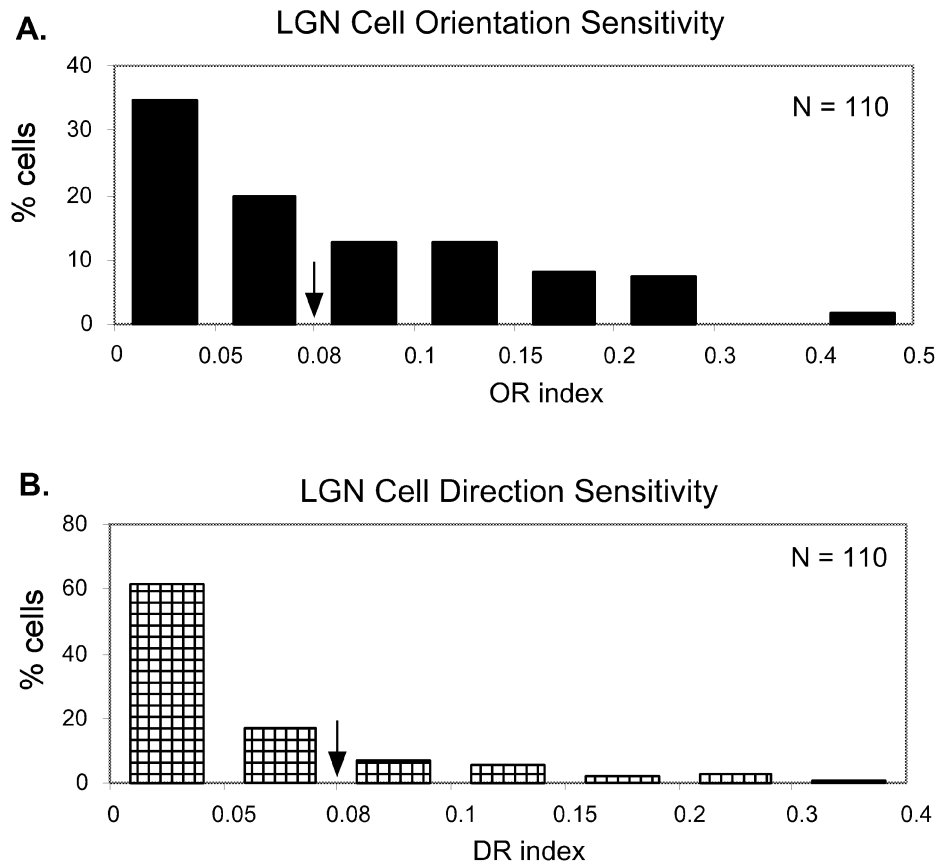 A.
LGN Cell Orientation Sensitivity
40
30
20
10
0
% cells
N = 110
0 0.05 0.08 0.1 0.15 0.2 0.3 0.4 0.5
OR index
B.
LGN Cell Direction Sensitivity
80
60
40
20
0
% cells
N = 110
0 0.05 0.08 0.1 0.15 0.2 0.3 0.4
DR index